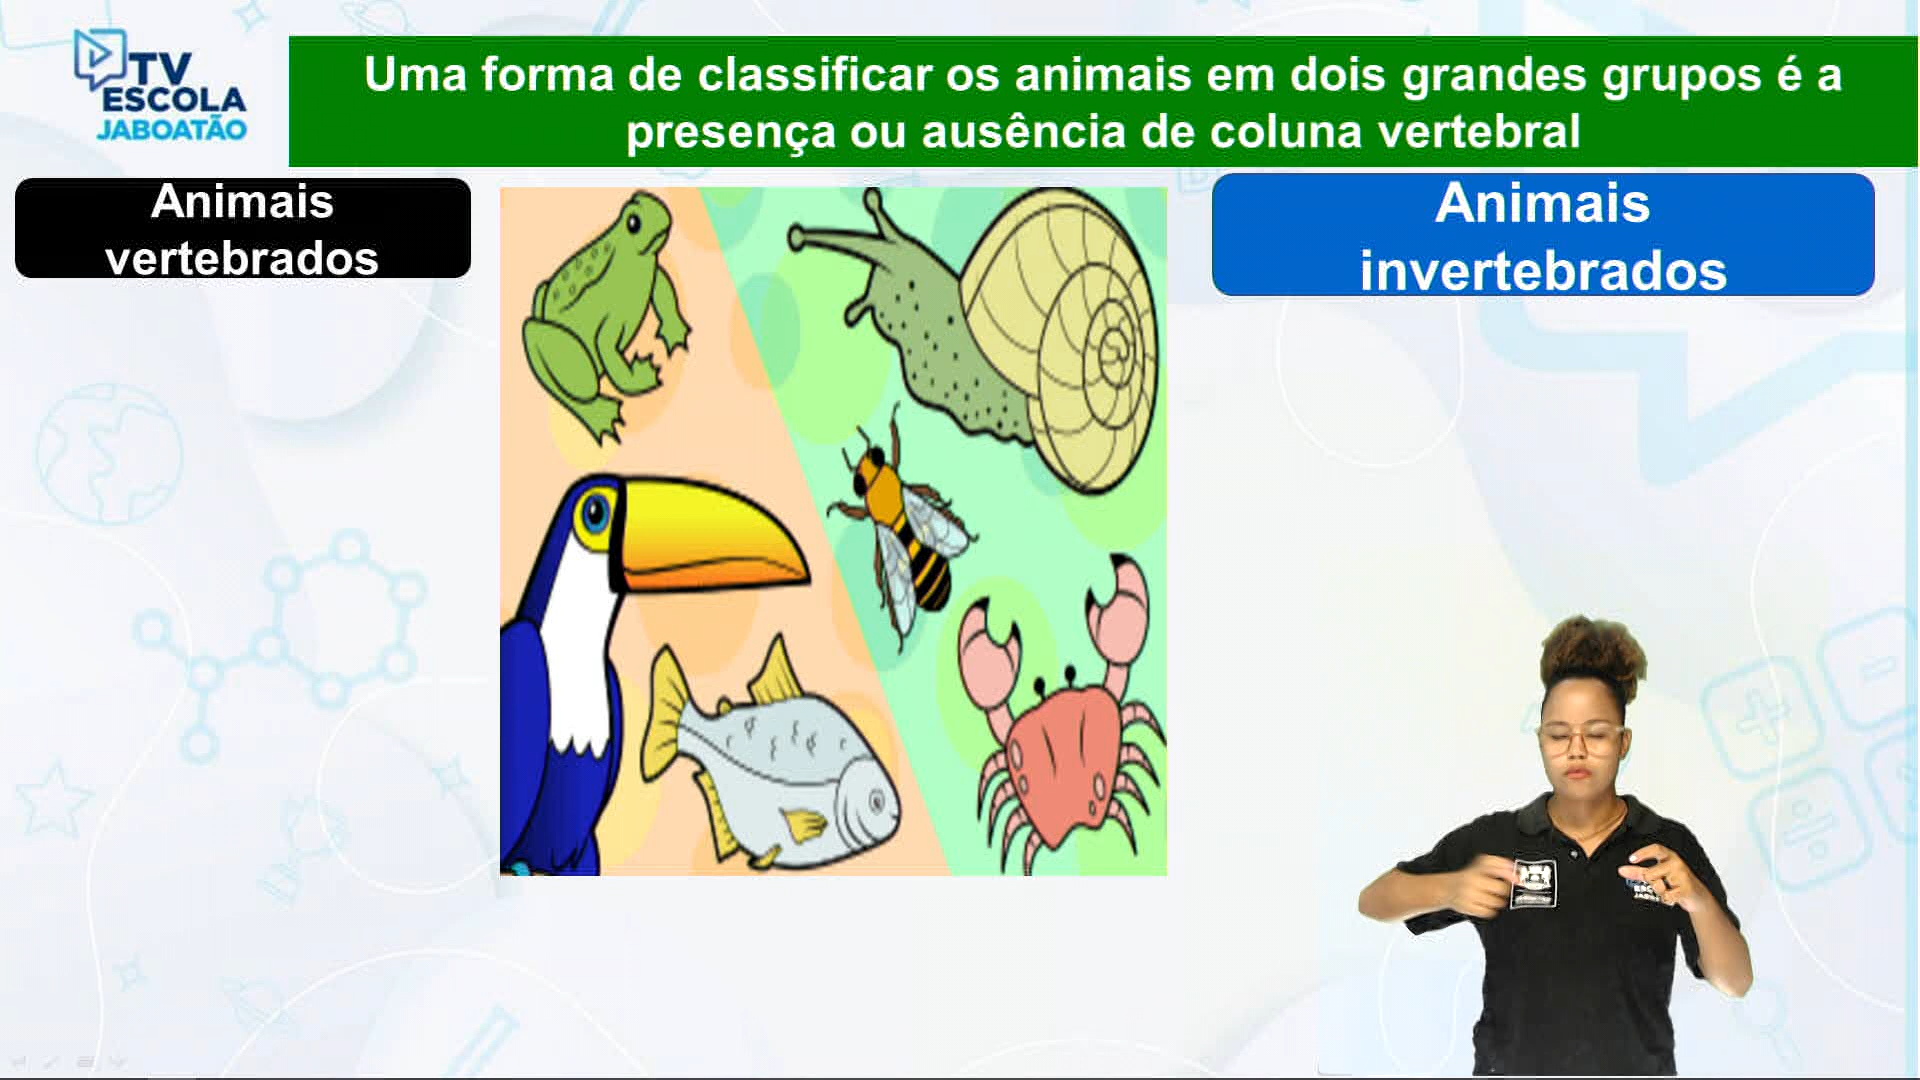 TV
ESCOLA
JABOATÃO
Uma forma de classificar os animais em dois grandes grupos é a
presença ou ausência de coluna vertebral
Animais
vertebrados
Animais
invertebrados